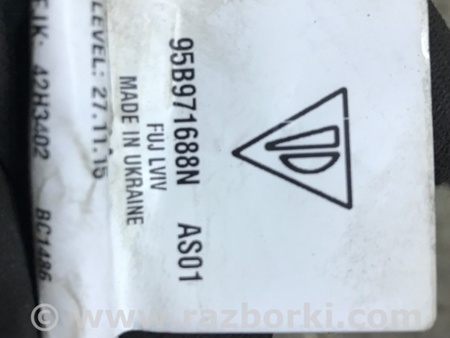 95B971688N AS01
FUJ LVIV
MADE IN UKRAINE
LEVEL: 27.11.15
42H3402 BC1486
www.razborki.com